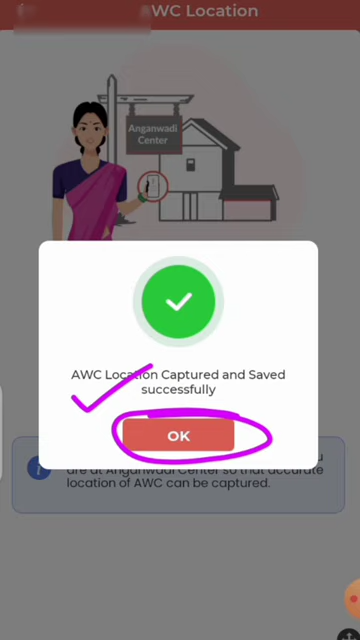 AWC Location
Anganwadi
Center
AWC Location Captured and Saved
successfully
OK
are at Anganwadi Center so that accurate
location of AWC can be captured.